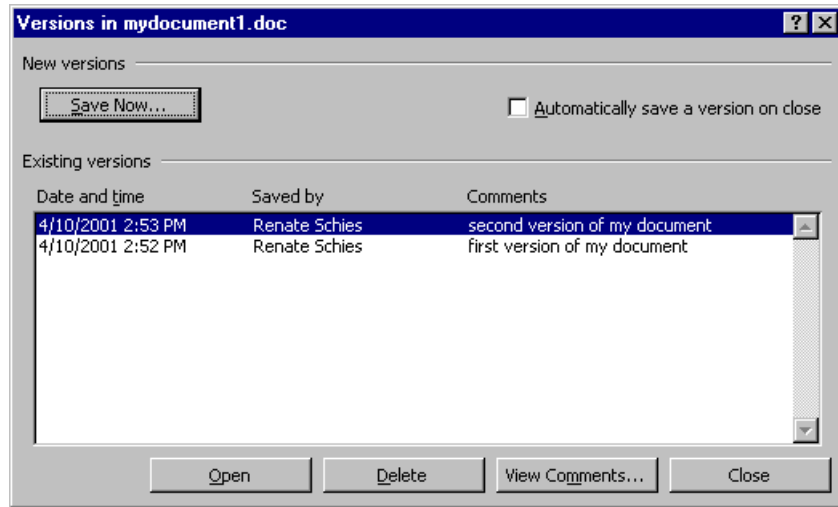 Versions in mydocument1.doc
New versions
Save Now... Automatically save a version on close
Existing versions
Date and time Saved by Comments
4/10/2001 2:53 PM Renate Schies second version of my document
4/10/2001 2:52 PM Renate Schies first version of my document
Open Delete View Comments... Close